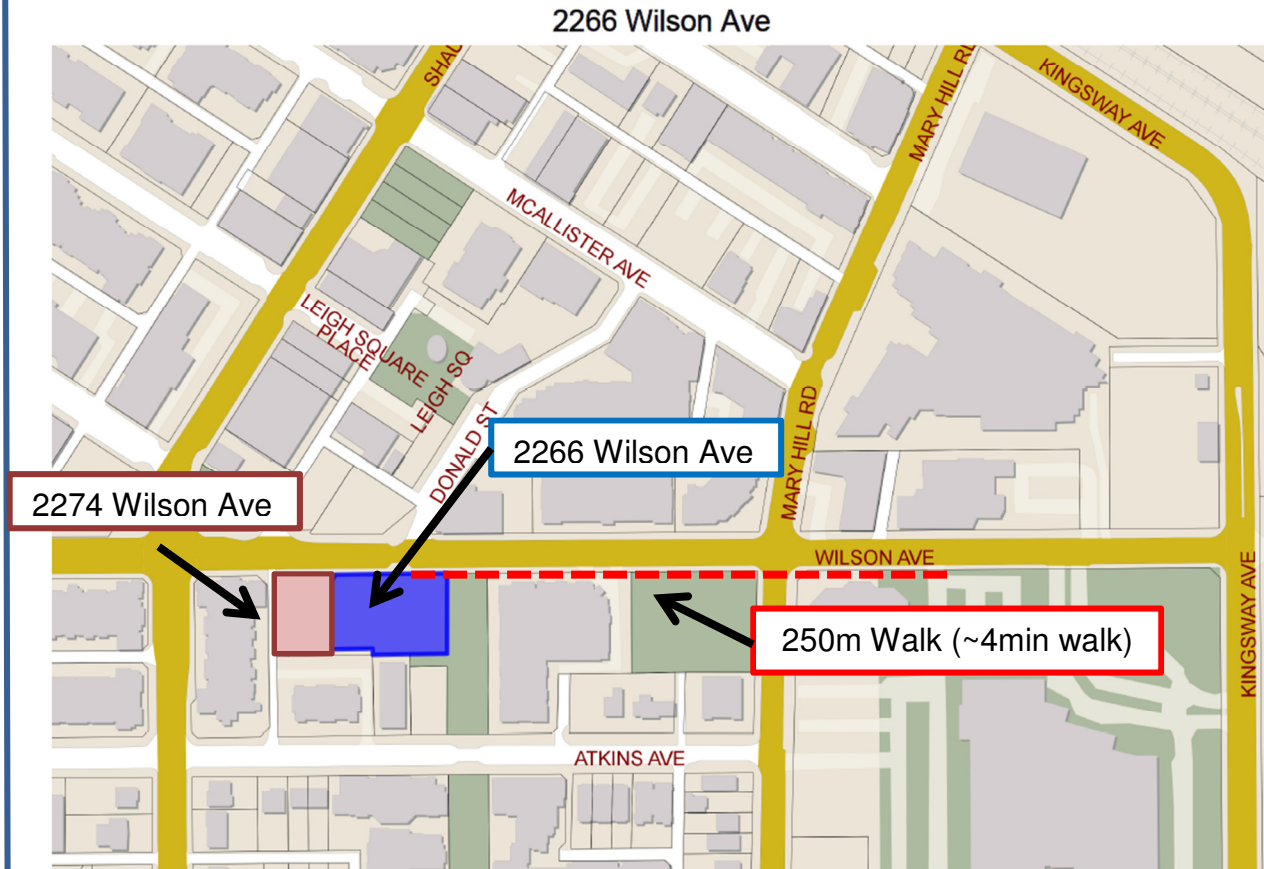 2266 Wilson Ave
SHAU
MARY HILL RD
KINGSWAY AVE
MCALLISTER AVE
LEIGH SQUARE
PLACE
LEIGH SQ
DONALD ST
2266 Wilson Ave
MARY HILL RD
2274 Wilson Ave
WILSON AVE
250m Walk (~4min walk)
KINGSWAY AVE
ATKINS AVE